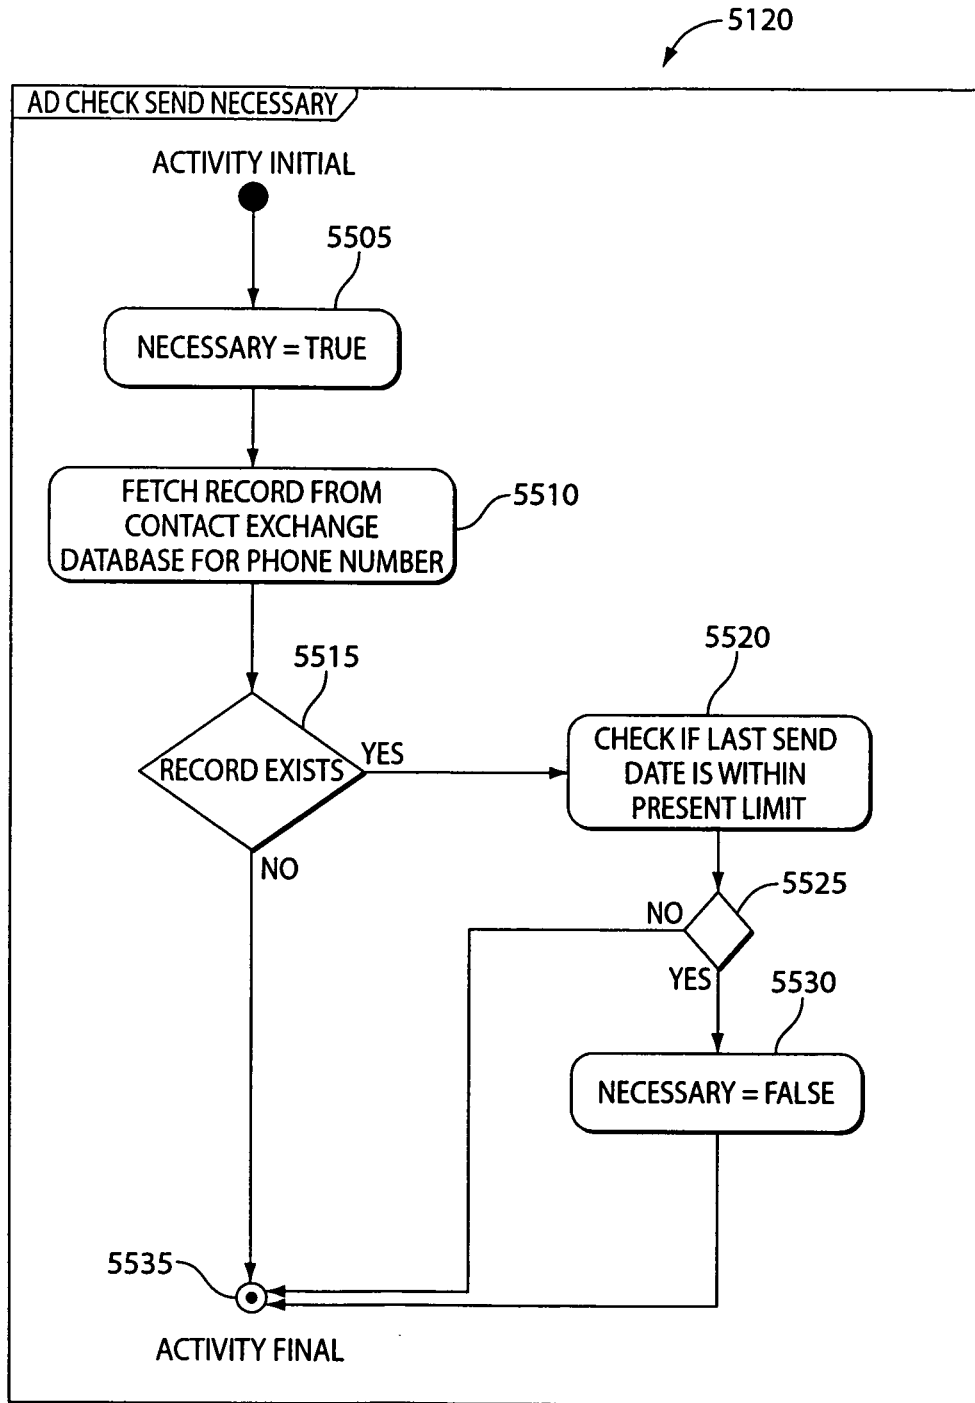 5120
AD CHECK SEND NECESSARY
ACTIVITY INITIAL
5505
NECESSARY = TRUE
FETCH RECORD FROM
CONTACT EXCHANGE
DATABASE FOR PHONE NUMBER
5510
5515
RECORD EXISTS
YES
NO
5520
CHECK IF LAST SEND
DATE IS WITHIN
PRESENT LIMIT
5525
NO
YES
5530
NECESSARY = FALSE
5535
ACTIVITY FINAL